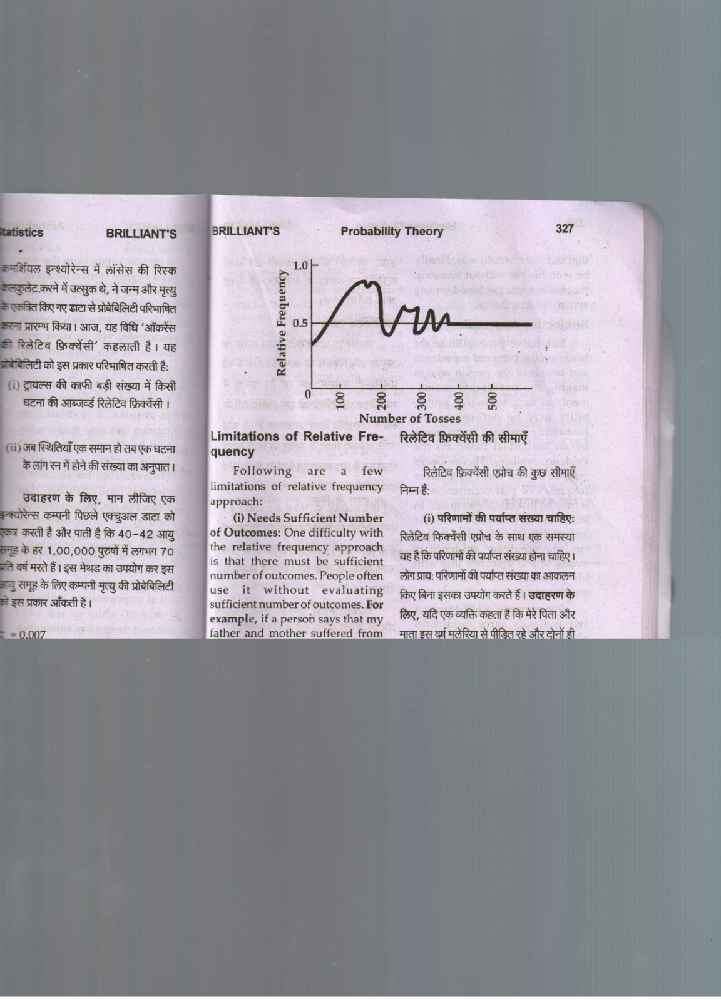 Statistics BRILLIANT'S
कमर्शियल इन्श्योरेन्स में लॉसेस की रिस्क
केलकुलेट.करने में उत्सुक थे, ने जन्म और मृत्यु
के एकत्रित किए गए डाटा से प्रोबेबिलिटी परिभाषित
करना प्रारम्भ किया। आज, यह विधि 'ऑकरेंस
की रिलेटिव फ्रिक्वेंसी' कहलाती है। यह
प्रोबेबिलिटी को इस प्रकार परिभाषित करती है:
(i) ट्रायल्स की काफी बड़ी संख्या में किसी
घटना की आब्जर्व्ड रिलेटिव फ्रिक्वेंसी।
(ii) जब स्थितियाँ एक समान हो तब एक घटना
के लांग रन में होने की संख्या का अनुपात।
उदाहरण के लिए, मान लीजिए एक
इन्श्योरेन्स कम्पनी पिछले एक्चुअल डाटा को
एकत्र करती है और पाती है कि 40-42 आयु
समूह के हर 1,00,000 पुरुषों में लगभग 70
प्रति वर्ष मरते हैं। इस मेथड का उपयोग कर इस
आयु समूह के लिए कम्पनी मृत्यु की प्रोबेबिलिटी
को इस प्रकार आँकती है।
= 0.007
BRILLIANT'S Probability Theory 327
1.0
0.5
0
Relative Frequency
100 200 300 400 500
Number of Tosses
Limitations of Relative Fre-
quency
Following are a few
limitations of relative frequency
approach:
(i) Needs Sufficient Number
of Outcomes: One difficulty with
the relative frequency approach
is that there must be sufficient
number of outcomes. People often
use it without evaluating
sufficient number of outcomes. For
example, if a person says that my
father and mother suffered from
रिलेटिव फ्रिक्वेंसी की सीमाएँ
रिलेटिव फ्रिक्वेंसी एप्रोच की कुछ सीमाएँ
निम्न हैं:
(i) परिणामों की पर्याप्त संख्या चाहिए:
रिलेटिव फिक्वेंसी एप्रोच के साथ एक समस्या
यह है कि परिणामों की पर्याप्त संख्या होना चाहिए।
लोग प्राय: परिणामों की पर्याप्त संख्या का आकलन
किए बिना इसका उपयोग करते हैं। उदाहरण के
लिए, यदि एक व्यक्ति कहता है कि मेरे पिता और
माता इस वर्ष मलेरिया से पीड़ित रहे और दोनों ही